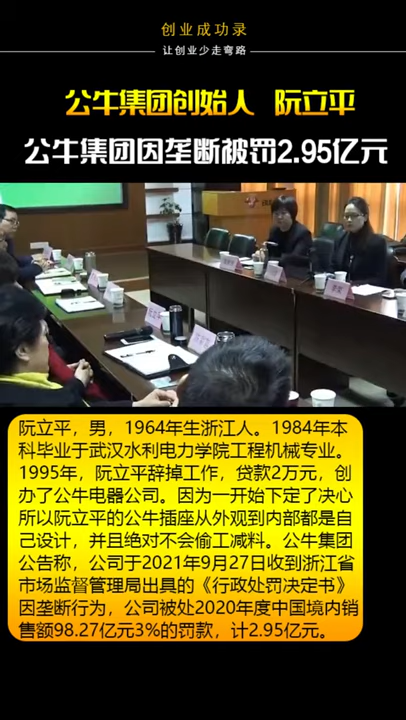 创业成功录
让创业少走弯路
公牛集团创始人 阮立平
公牛集团因垄断被罚2.95亿元
阮立平，男，1964年生浙江人。1984年本
科毕业于武汉水利电力学院工程机械专业。
1995年，阮立平辞掉工作，贷款2万元，创
办了公牛电器公司。因为一开始下定了决心
所以阮立平的公牛插座从外观到内部都是自
己设计，并且绝对不会偷工减料。公牛集团
公告称，公司于2021年9月27日收到浙江省
市场监督管理局出具的《行政处罚决定书》
因垄断行为，公司被处2020年度中国境内销
售额98.27亿元3%的罚款，计2.95亿元。